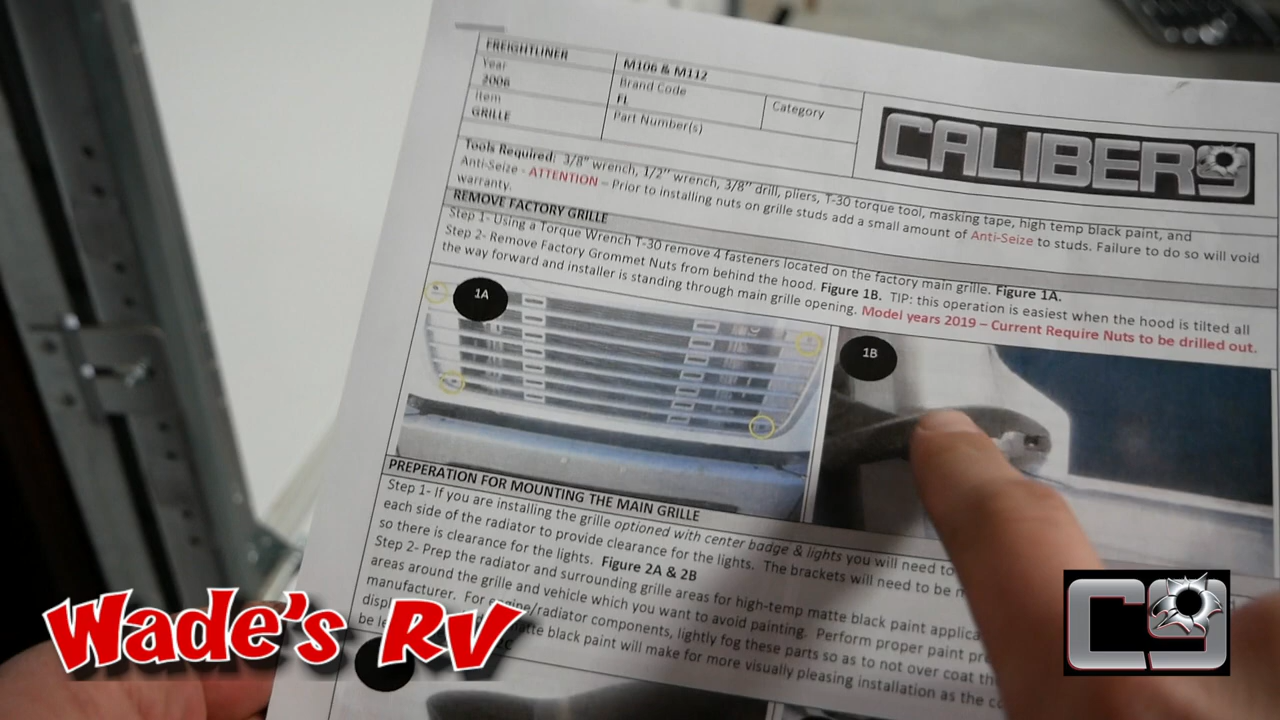 FREIGHTLINER
M106 & M112
Year
Brand Code
Category
2006
FL
Item
Part Number(s)
GRILLE
CALIBER9
Tools Required: 3/8" wrench, 1/2" wrench, 3/8" drill, pliers, T-30 torque tool, masking tape, high temp black paint, and
Anti-Seize - ATTENTION – Prior to installing nuts on grille studs add a small amount of Anti-Seize to studs. Failure to do so will void
warranty.
REMOVE FACTORY GRILLE
Step 1- Using a Torque Wrench T-30 remove 4 fasteners located on the factory main grille. Figure 1A.
Step 2- Remove Factory Grommet Nuts from behind the hood. Figure 1B. TIP: this operation is easiest when the hood is tilted all
the way forward and installer is standing through main grille opening. Model years 2019 – Current Require Nuts to be drilled out.
1A
1B
PREPERATION FOR MOUNTING THE MAIN GRILLE
Step 1- If you are installing the grille optioned with center badge & lights you will need to
each side of the radiator to provide clearance for the lights. The brackets will need to be
so there is clearance for the lights. Figure 2A & 2B
Step 2- Prep the radiator and surrounding grille areas for high-temp matte black paint
areas around the grille and vehicle which you want to avoid painting. Perform proper paint
manufacturer. For engine/radiator components, lightly fog these parts so as to not over coat
black paint will make for more visually pleasing installation as the
Wade's RV
C9